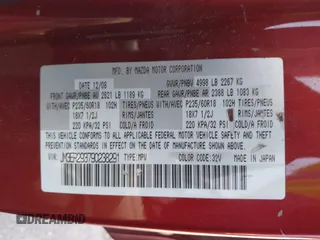 MFD. BY MAZDA MOTOR CORPORATION
DATE: 12/08 GVWR/PNBV 4998 LB 2267 KG
FRONT GAWR/PNBE AV 2621 LB 1189 KG REAR GAWR/PNBE AR 2388 LB 1083 KG
WITH/AVEC P235/60R18 102H TIRES/PNEUS P235/60R18 102H TIRES/PNEUS
18X7 1/2J RIMS/JANTES 18X7 1/2J RIMS/JANTES
220 KPA/32 PSI COLD/A FROID 220 KPA/32 PSI COLD/A FROID
THIS VEHICLE CONFORMS TO ALL APPLICABLE FEDERAL MOTOR VEHICLE
SAFETY, BUMPER, AND THEFT PREVENTION STANDARDS IN EFFECT ON THE
DATE OF MANUFACTURE SHOWN ABOVE.
VIN: TYPE: MPV COLOR: 32V MADE IN JAPAN